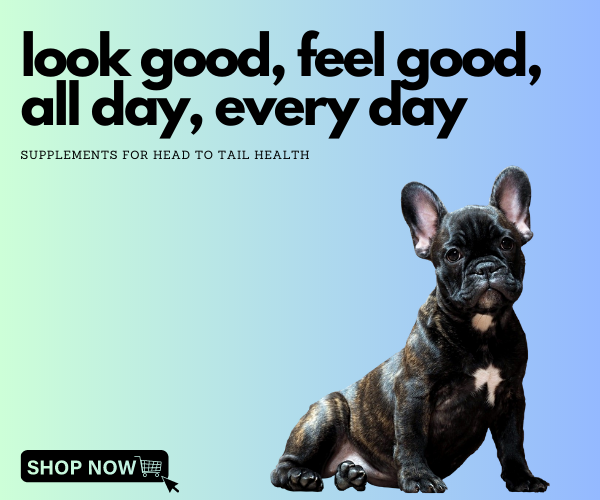 look good, feel good,
all day, every day
SUPPLEMENTS FOR HEAD TO TAIL HEALTH
SHOP NOW